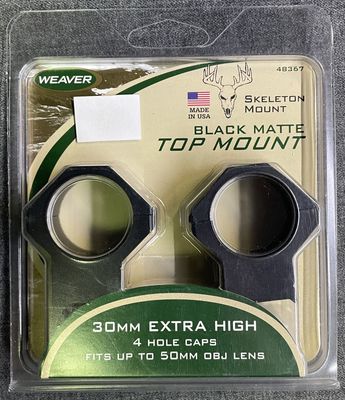 48367
WEAVER
MADE
IN USA
SKELETON
MOUNT
BLACK MATTE
TOP MOUNT
30MM EXTRA HIGH
4 HOLE CAPS
FITS UP TO 50MM OBJ LENS